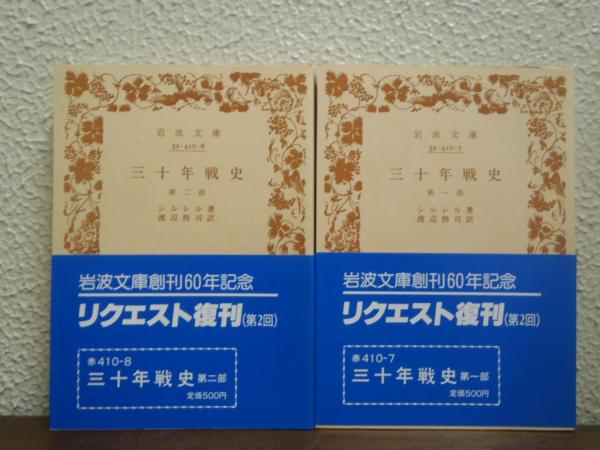 岩波文庫
32-410-8
三十年戦史
第二部
シルレル著
渡辺格司訳
岩波文庫創刊60年記念
リクエスト復刊(第2回)
赤410-8
三十年戦史 第二部
定価500円
岩波文庫
32-410-7
三十年戦史
第一部
シルレル著
渡辺格司訳
岩波文庫創刊60年記念
リクエスト復刊(第2回)
赤410-7
三十年戦史 第一部
定価500円